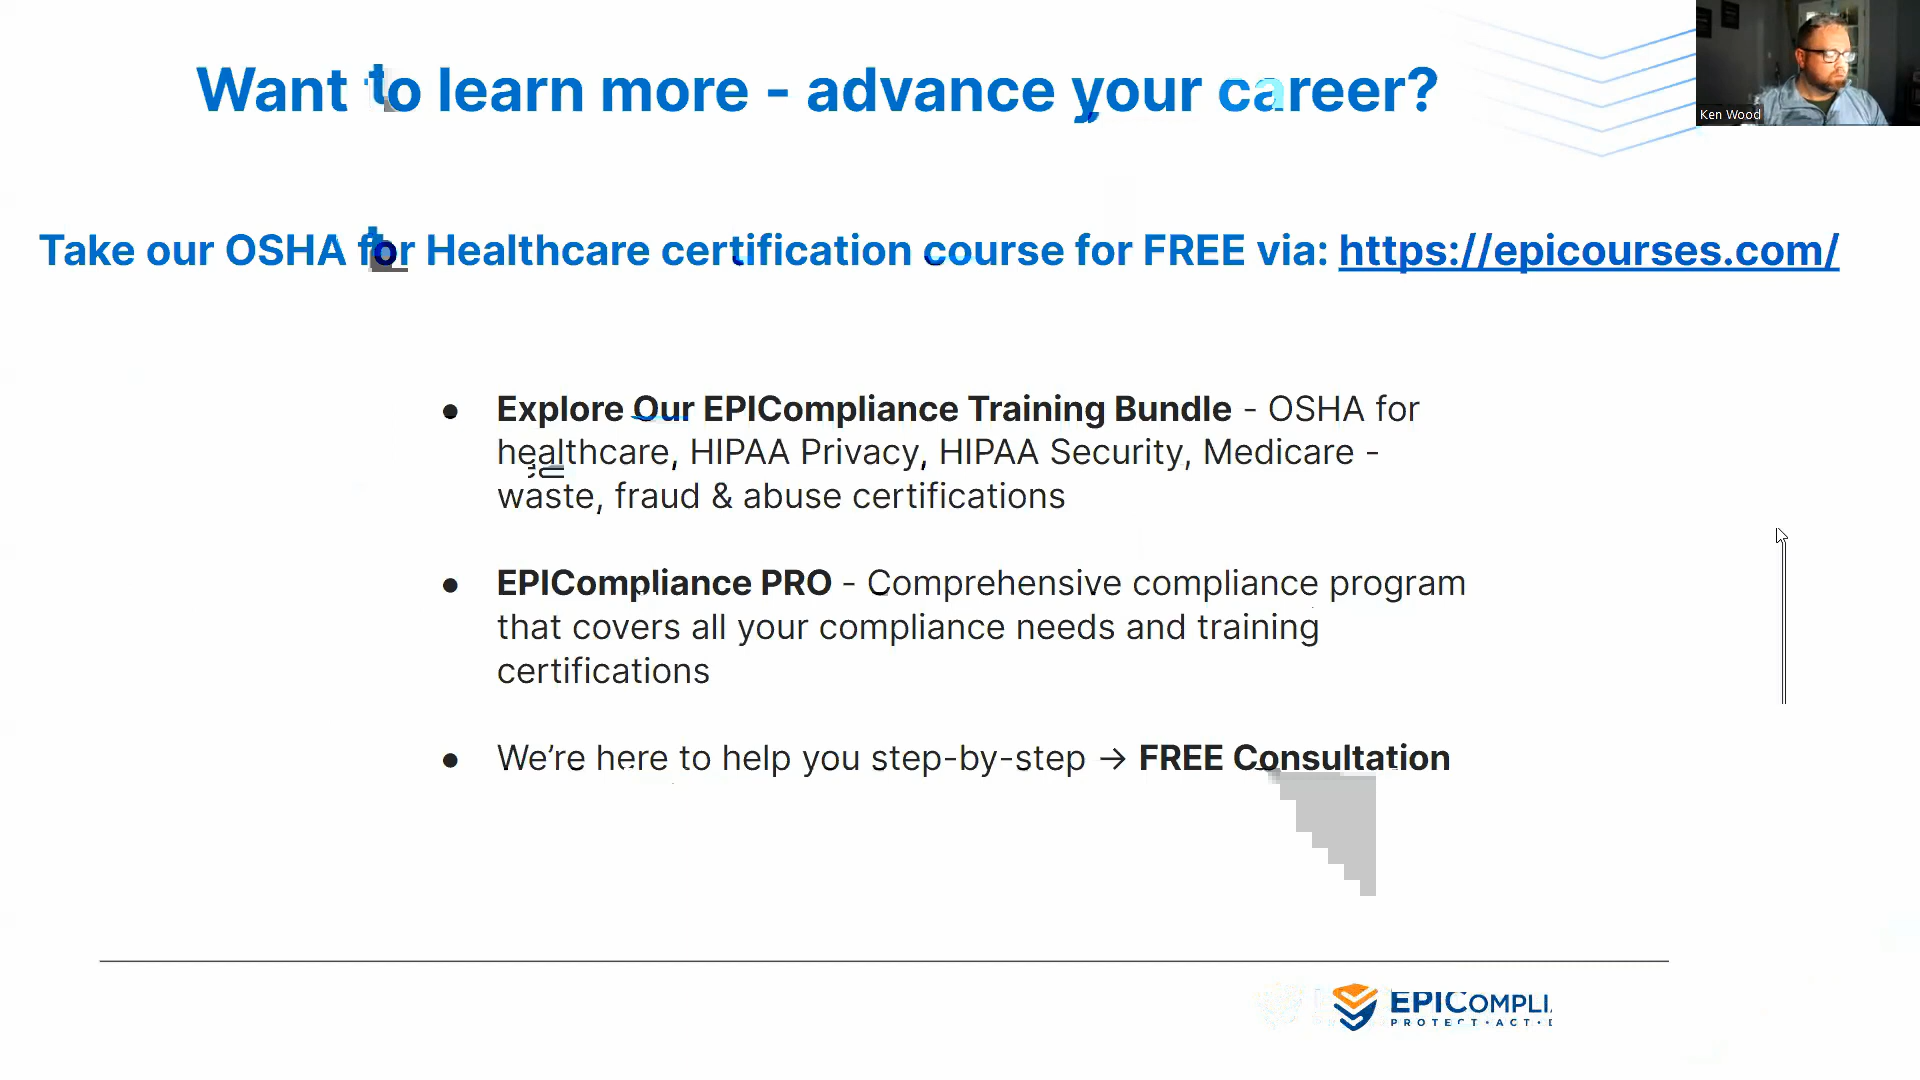 Want to learn more - advance your career?
Ken Wood
Take our OSHA for Healthcare certification course for FREE via: https://epicourses.com/
● Explore Our EPICompliance Training Bundle - OSHA for
healthcare, HIPAA Privacy, HIPAA Security, Medicare -
waste, fraud & abuse certifications
● EPICompliance PRO - Comprehensive compliance program
that covers all your compliance needs and training
certifications
● We’re here to help you step-by-step → FREE Consultation
EPICOMPLI
PROTECT · ACT ·